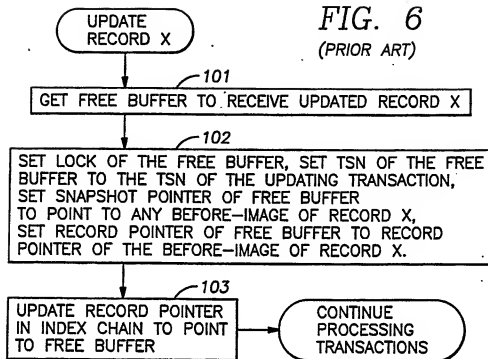 UPDATE
RECORD X
FIG. 6
(PRIOR ART)
101
GET FREE BUFFER TO RECEIVE UPDATED RECORD X
102
SET LOCK OF THE FREE BUFFER, SET TSN OF THE FREE
BUFFER TO THE TSN OF THE UPDATING TRANSACTION,
SET SNAPSHOT POINTER OF FREE BUFFER
TO POINT TO ANY BEFORE-IMAGE OF RECORD X,
SET RECORD POINTER OF FREE BUFFER TO RECORD
POINTER OF THE BEFORE-IMAGE OF RECORD X.
103
UPDATE RECORD POINTER
IN INDEX CHAIN TO POINT
TO FREE BUFFER
CONTINUE
PROCESSING
TRANSACTIONS